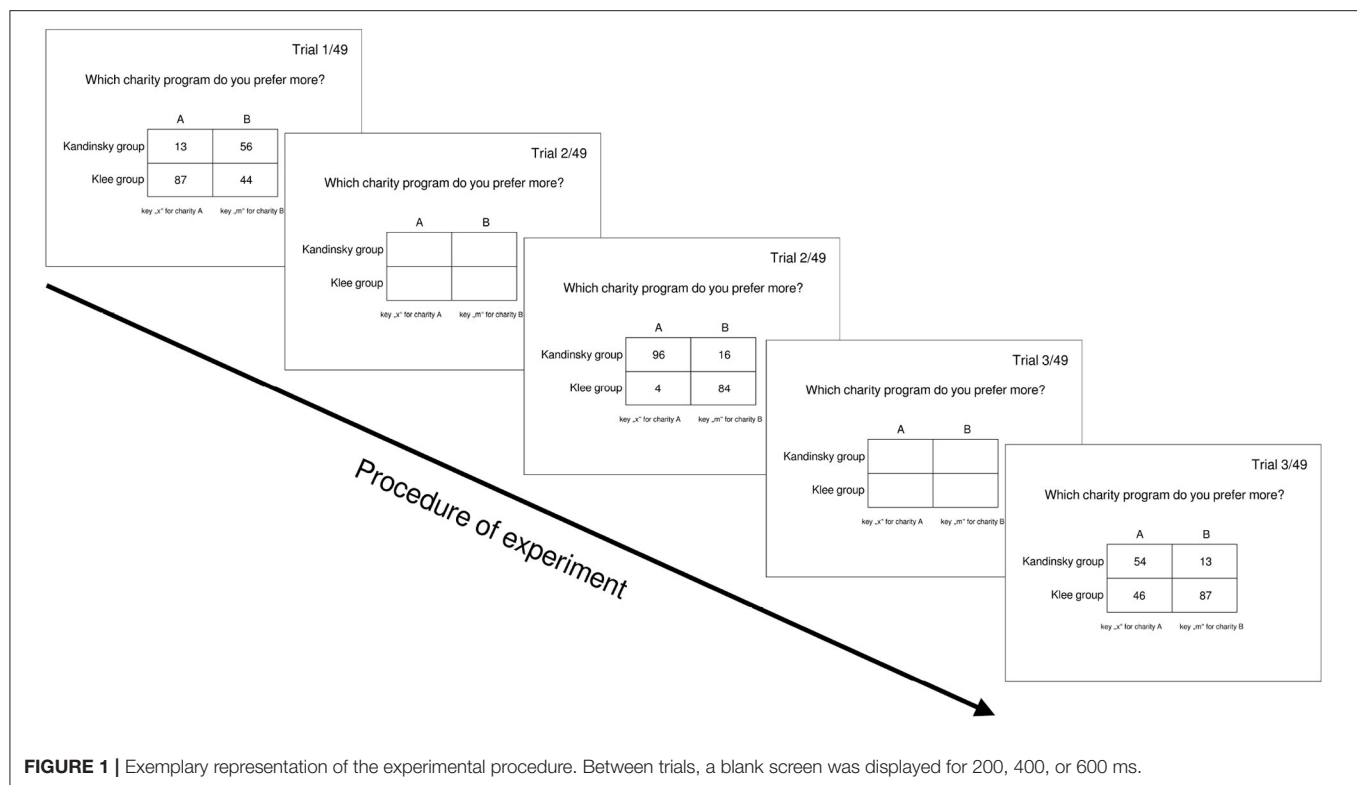 Trial 1/49
Which charity program do you prefer more?
A B
Kandinsky group 13 56
Klee group 87 44
key „x“ for charity A key „m“ for charity B
Trial 2/49
Which charity program do you prefer more?
A B
Kandinsky group
Klee group
key „x“ for charity A key „m“ for charity B
Trial 2/49
Which charity program do you prefer more?
A B
Kandinsky group 96 16
Klee group 4 84
key „x“ for charity A key „m“ for charity B
Trial 3/49
Which charity program do you prefer more?
A B
Kandinsky group
Klee group
key „x“ for charity A key „m“ for charity B
Trial 3/49
Which charity program do you prefer more?
A B
Kandinsky group 54 13
Klee group 46 87
key „x“ for charity A key „m“ for charity B
Procedure of experiment
FIGURE 1 | Exemplary representation of the experimental procedure. Between trials, a blank screen was displayed for 200, 400, or 600 ms.